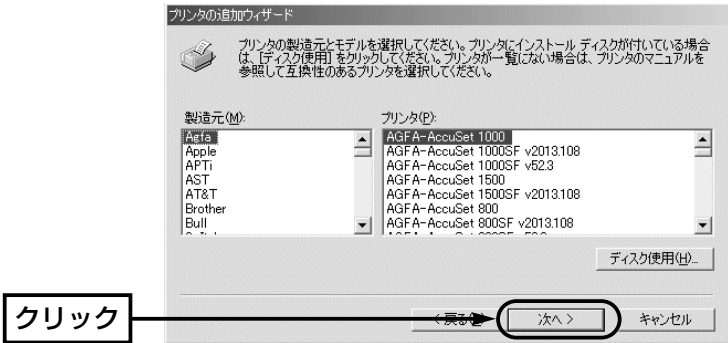 プリンタの追加ウィザード
プリンタの製造元とモデルを選択してください。プリンタにインストール ディスクが付いている場合
は、[ディスク使用] をクリックしてください。プリンタが一覧にない場合は、プリンタのマニュアルを
参照して互換性のあるプリンタを選択してください。
製造元(M):
Agfa
Apple
APTi
AST
AT&T
Brother
Bull
プリンタ(P):
AGFA-AccuSet 1000
AGFA-AccuSet 1000SF v2013.108
AGFA-AccuSet 1000SF v52.3
AGFA-AccuSet 1500
AGFA-AccuSet 1500SF v2013.108
AGFA-AccuSet 800
AGFA-AccuSet 800SF v2013.108
ディスク使用(H)...
クリック
< 戻る
次へ >
キャンセル